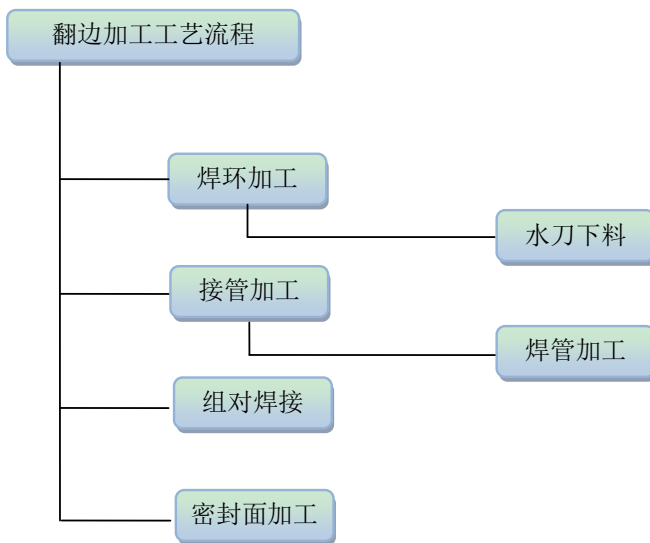 翻边加工工艺流程
焊环加工
水刀下料
接管加工
焊管加工
组对焊接
密封面加工